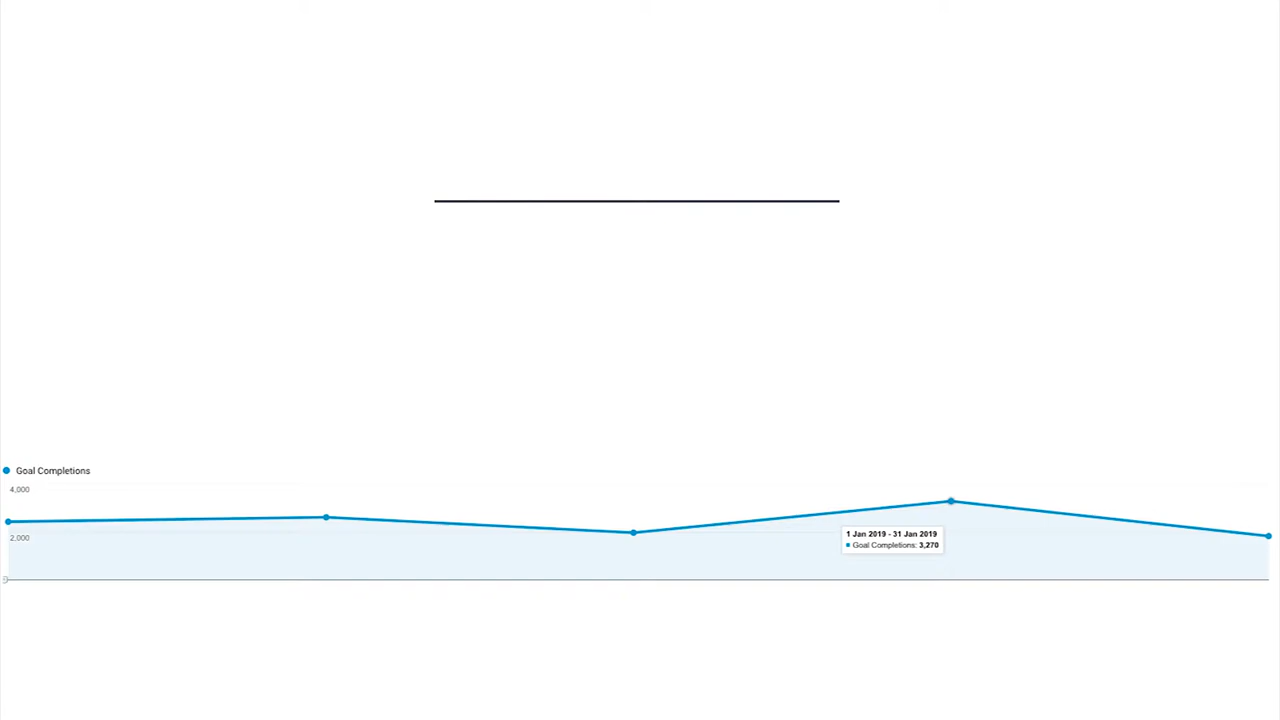 Goal Completions
4,000
2,000
1 Jan 2019 - 31 Jan 2019
Goal Completions: 3,270